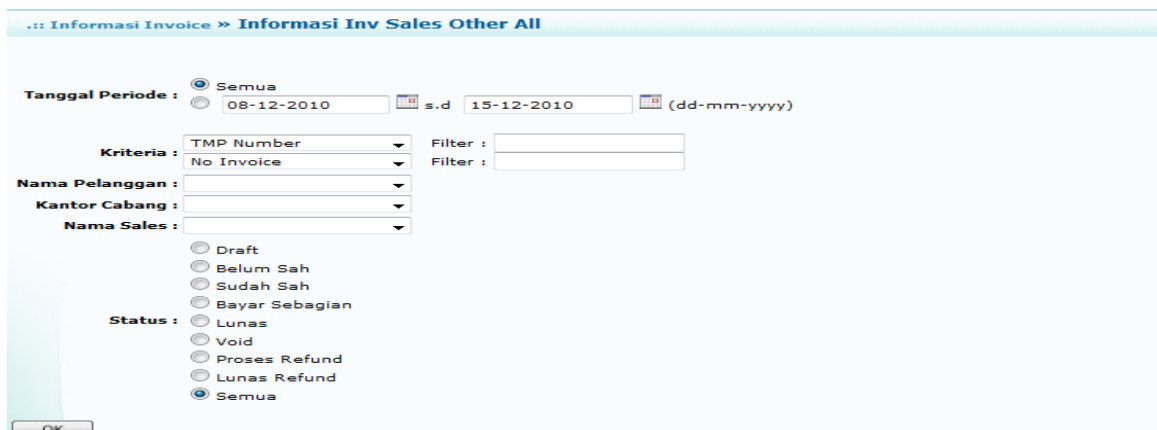 .:: Informasi Invoice » Informasi Inv Sales Other All
Tanggal Periode :
Semua
08-12-2010 s.d 15-12-2010 (dd-mm-yyyy)
Kriteria :
TMP Number Filter :
No Invoice Filter :
Nama Pelanggan :
Kantor Cabang :
Nama Sales :
Status :
Draft
Belum Sah
Sudah Sah
Bayar Sebagian
Lunas
Void
Proses Refund
Lunas Refund
Semua
OK